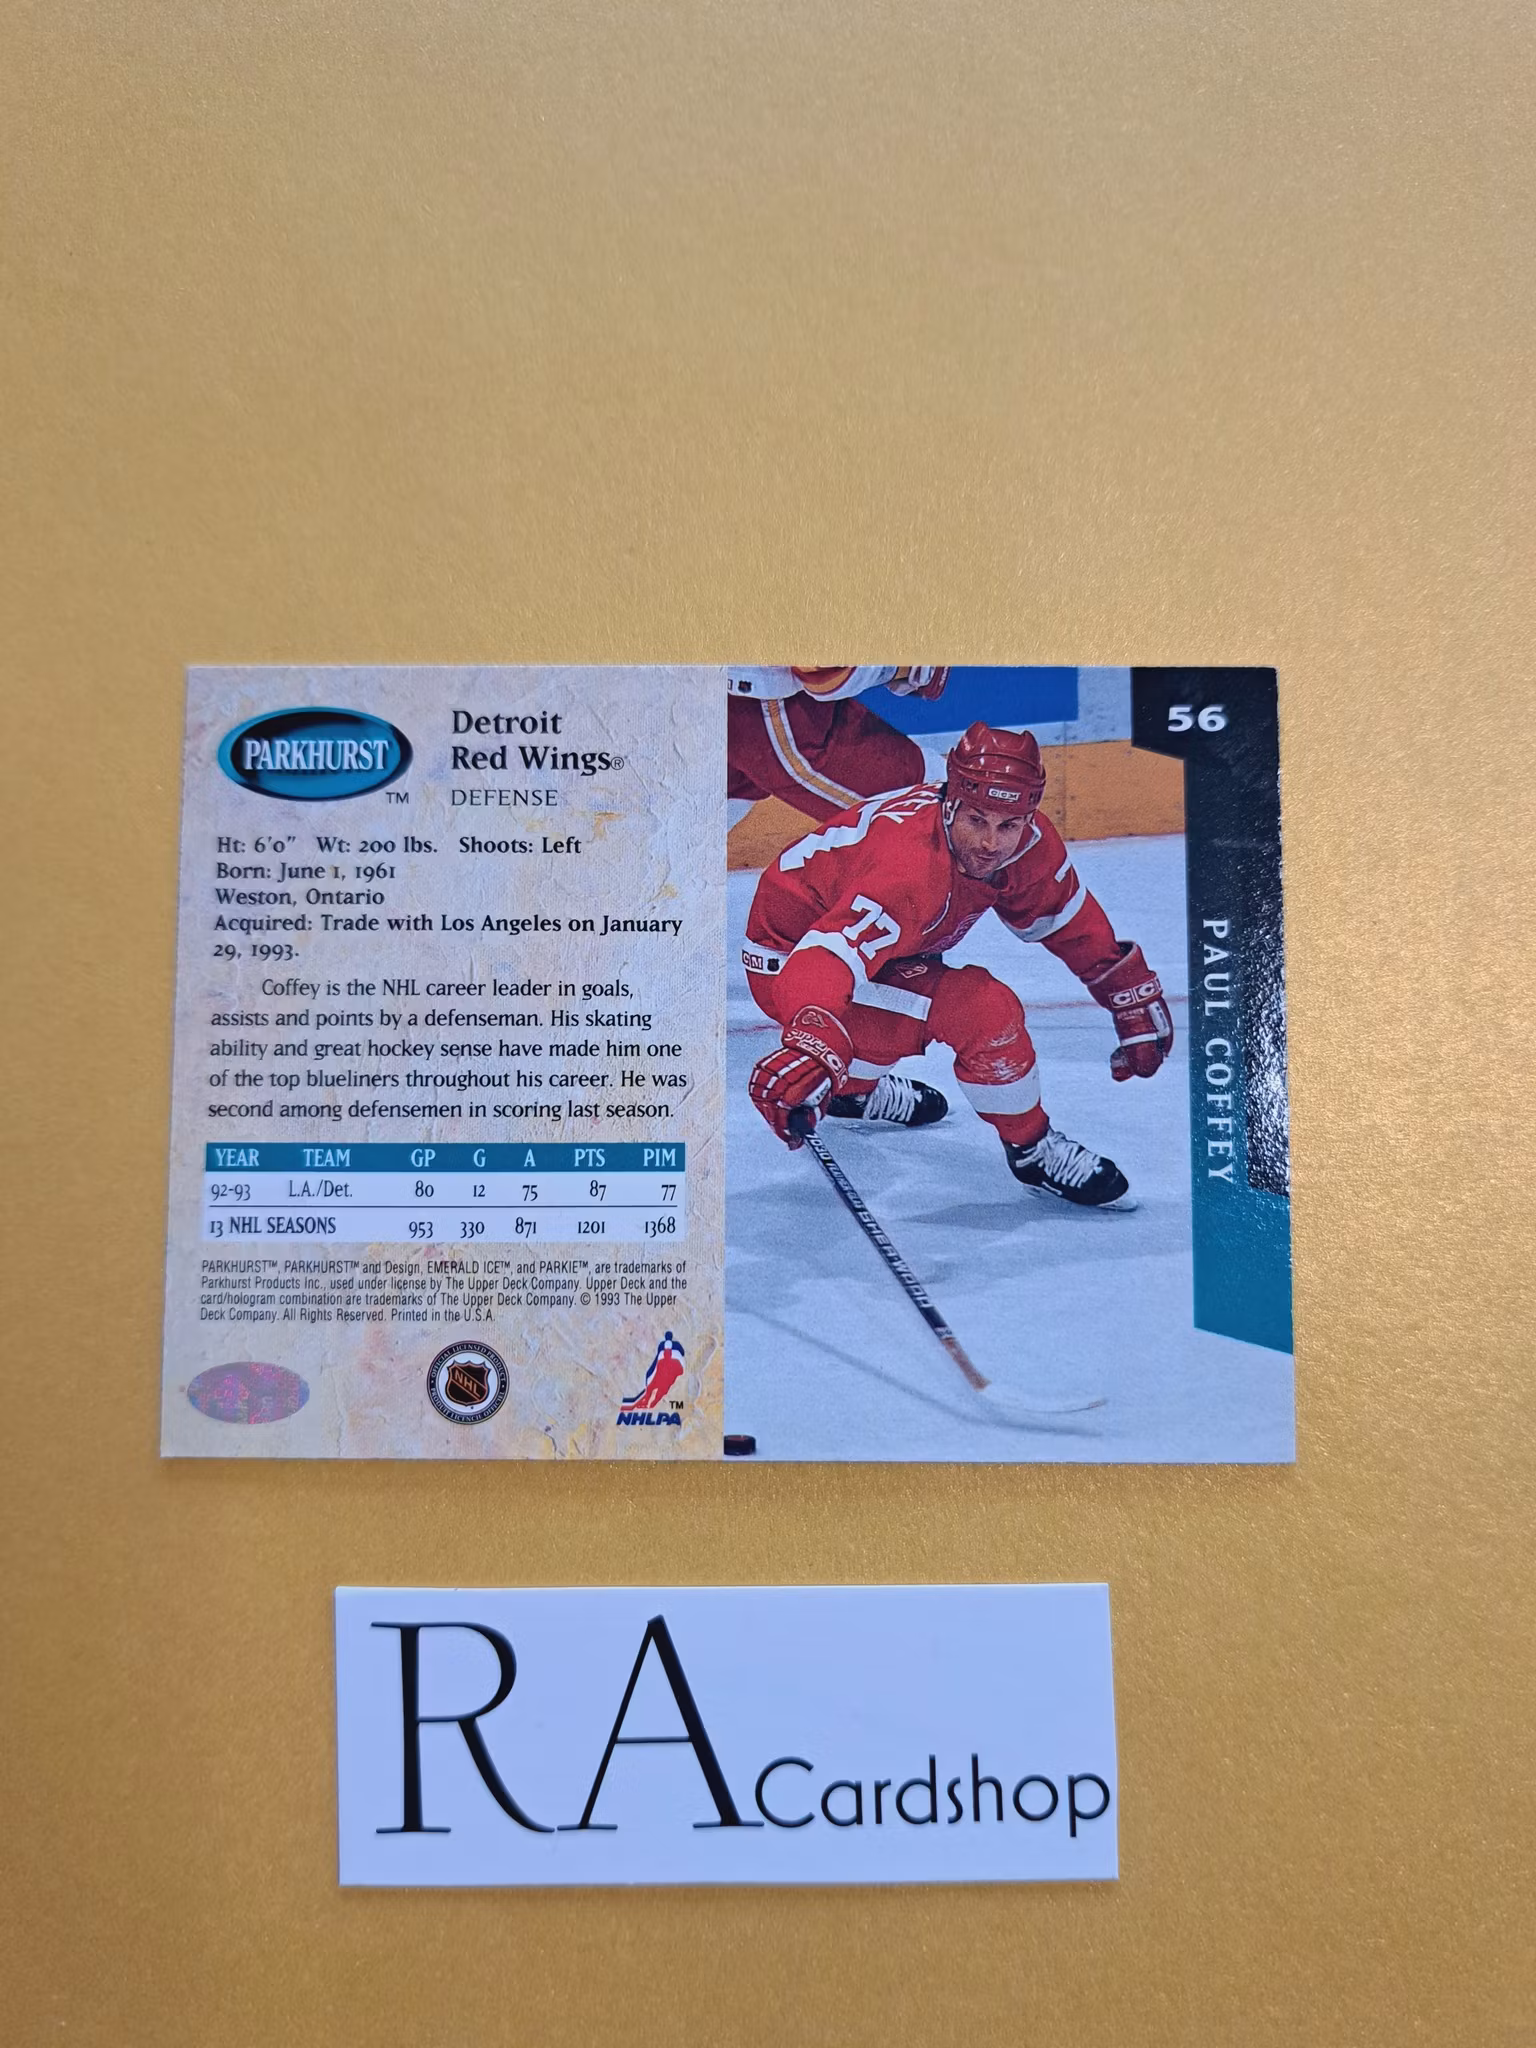 PARKHURST
TM
Detroit
Red Wings®
DEFENSE
Ht: 6'0" Wt: 200 lbs. Shoots: Left
Born: June 1, 1961
Weston, Ontario
Acquired: Trade with Los Angeles on January
29, 1993.
Coffey is the NHL career leader in goals,
assists and points by a defenseman. His skating
ability and great hockey sense have made him one
of the top blueliners throughout his career. He was
second among defensemen in scoring last season.
YEAR TEAM GP G A PTS PIM
92-93 L.A./Det. 80 12 75 87 77
13 NHL SEASONS 953 330 871 1201 1368
PARKHURST™, PARKHURST™ and Design, EMERALD ICE™, and PARKIE™, are trademarks of
Parkhurst Products Inc., used under license by The Upper Deck Company. Upper Deck and the
card/hologram combination are trademarks of The Upper Deck Company. © 1993 The Upper
Deck Company. All Rights Reserved. Printed in the U.S.A.
NHL
NHLPA
TM
56
PAUL COFFEY
CCM
77
SHER-WOOD
RA Cardshop